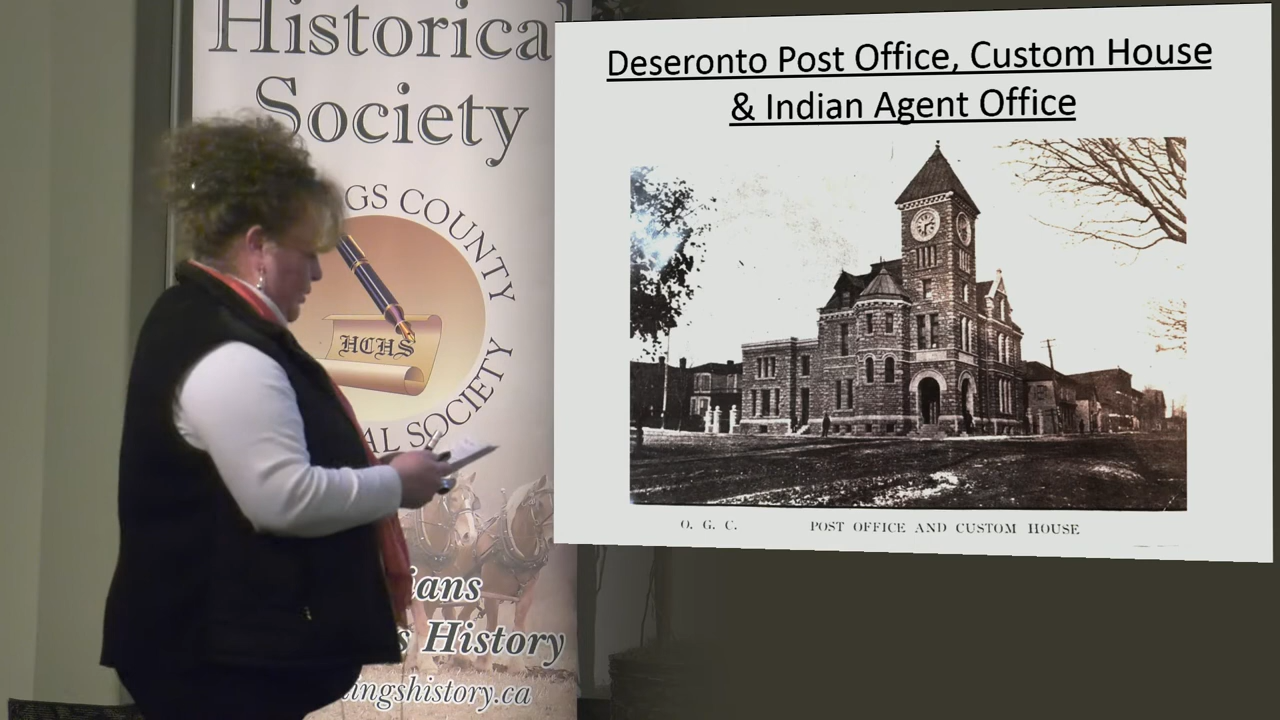 Historical
Society
GS COUNTY
HCHS
AL SOCIETY
ians
s History
ingshistory.ca
Deseronto Post Office, Custom House
& Indian Agent Office
O. G. C. POST OFFICE AND CUSTOM HOUSE